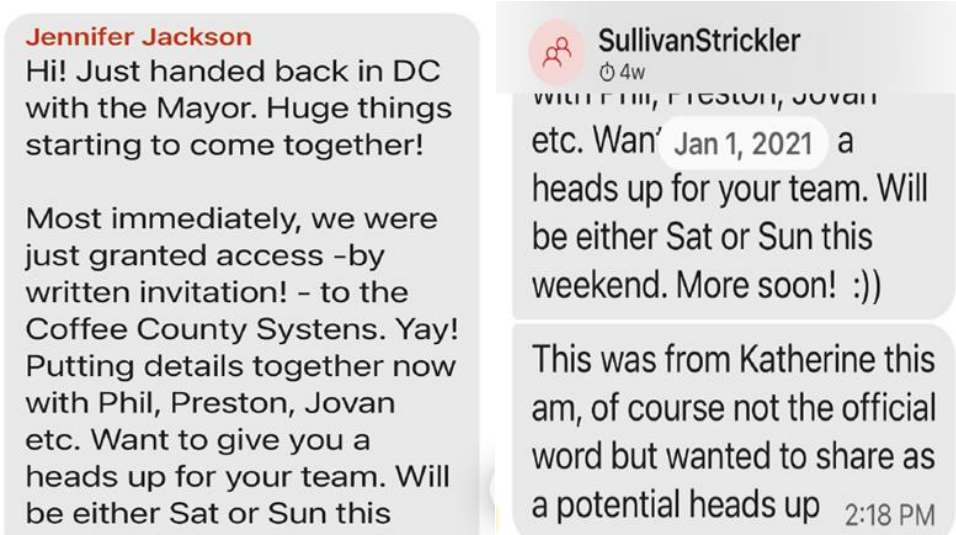 Jennifer Jackson
Hi! Just handed back in DC
with the Mayor. Huge things
starting to come together!
Most immediately, we were
just granted access -by
written invitation! - to the
Coffee County Systens. Yay!
Putting details together now
with Phil, Preston, Jovan
etc. Want to give you a
heads up for your team. Will
be either Sat or Sun this
SullivanStrickler
4w
with Phil, Preston, Jovan
etc. Want Jan 1, 2021 a
heads up for your team. Will
be either Sat or Sun this
weekend. More soon! :))
This was from Katherine this
am, of course not the official
word but wanted to share as
a potential heads up 2:18 PM